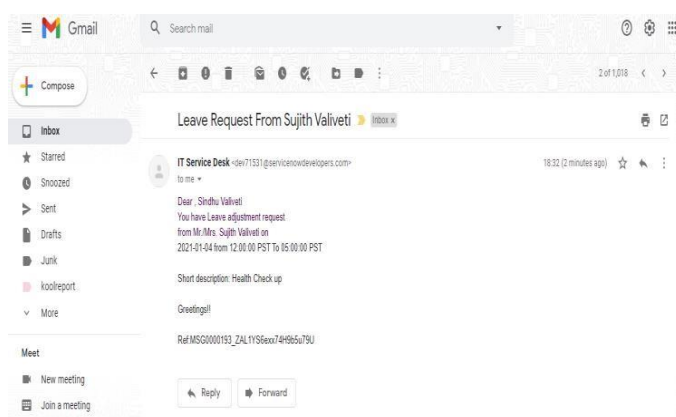 Gmail
Search mail
Compose
2 of 1,018
Inbox
Starred
Snoozed
Sent
Drafts
Junk
koolreport
More
Meet
New meeting
Join a meeting
Leave Request From Sujith Valiveti Inbox x
IT Service Desk <dev71531@servicenowdevelopers.com>
18:32 (2 minutes ago)
to me
Dear , Sindhu Valiveti
You have Leave adjustment request
from Mr./Mrs. Sujith Valiveti on
2021-01-04 from 12:00:00 PST To 05:00:00 PST
Short description: Health Check up
Greetings!!
Ref:MSG0000193_ZAL1YS6exx74H9b5u79U
Reply
Forward